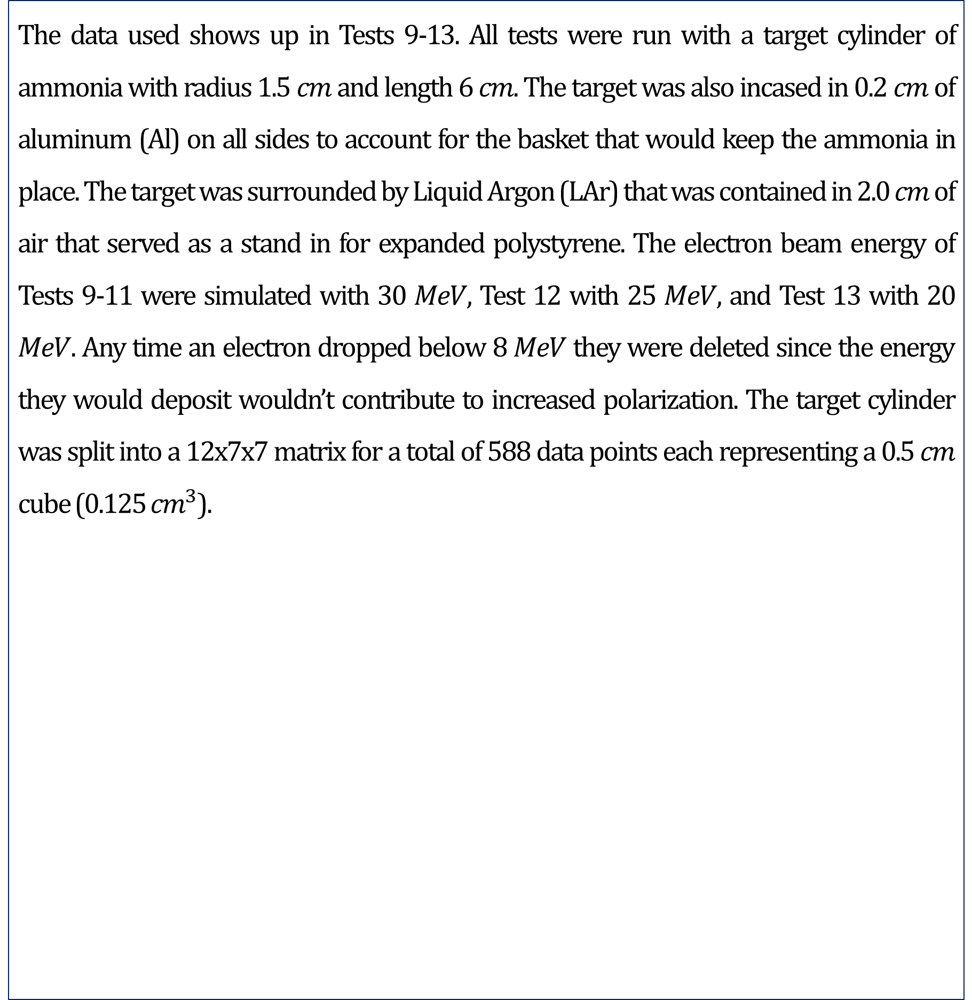 The data used shows up in Tests 9-13. All tests were run with a target cylinder of
ammonia with radius 1.5 cm and length 6 cm. The target was also incased in 0.2 cm of
aluminum (Al) on all sides to account for the basket that would keep the ammonia in
place. The target was surrounded by Liquid Argon (LAr) that was contained in 2.0 cm of
air that served as a stand in for expanded polystyrene. The electron beam energy of
Tests 9-11 were simulated with 30 MeV, Test 12 with 25 MeV, and Test 13 with 20
MeV. Any time an electron dropped below 8 MeV they were deleted since the energy
they would deposit wouldn’t contribute to increased polarization. The target cylinder
was split into a 12x7x7 matrix for a total of 588 data points each representing a 0.5 cm
cube (0.125 cm³).